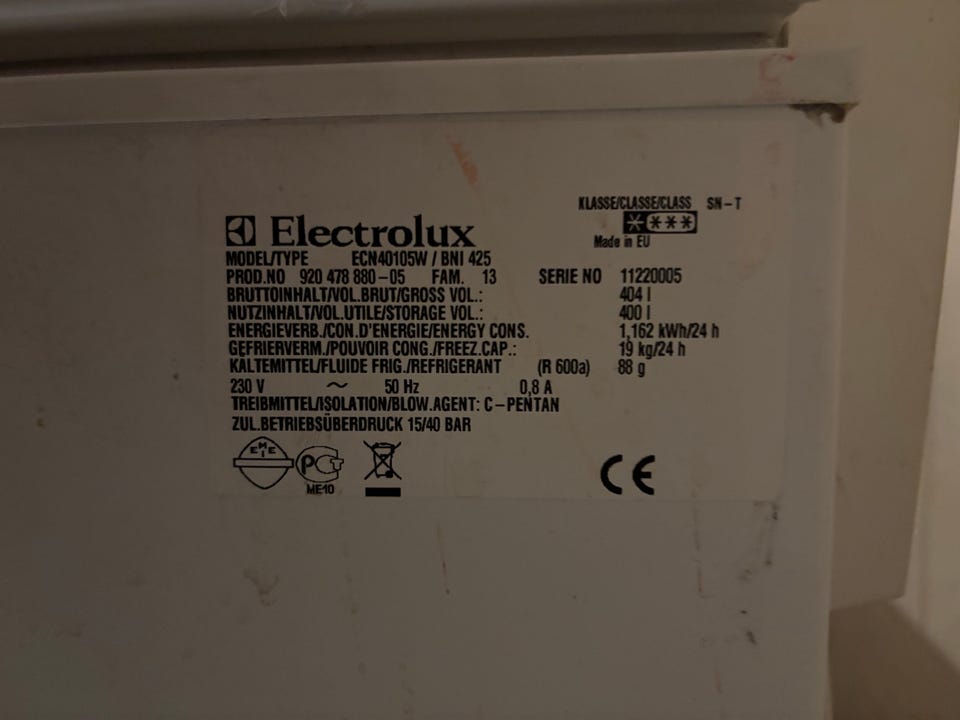 KLASSE/CLASSE/CLASS SN-T
Electrolux
Made in EU
MODEL/TYPE ECN40105W / BNI 425
PROD.NO 920 478 880-05 FAM. 13 SERIE NO 11220005
BRUTTOINHALT/VOL.BRUT/GROSS VOL.: 404 l
NUTZINHALT/VOL.UTILE/STORAGE VOL.: 400 l
ENERGIEVERB./CON.D'ENERGIE/ENERGY CONS. 1,162 kWh/24 h
GEFRIERVERM./POUVOIR CONG./FREEZ.CAP.: 19 kg/24 h
KÄLTEMITTEL/FLUIDE FRIG./REFRIGERANT (R 600a) 88 g
230 V ~ 50 Hz 0,8 A
TREIBMITTEL/ISOLATION/BLOW.AGENT: C-PENTAN
ZUL.BETRIEBSÜBERDRUCK 15/40 BAR
EMEI
PCT
ME10
CE